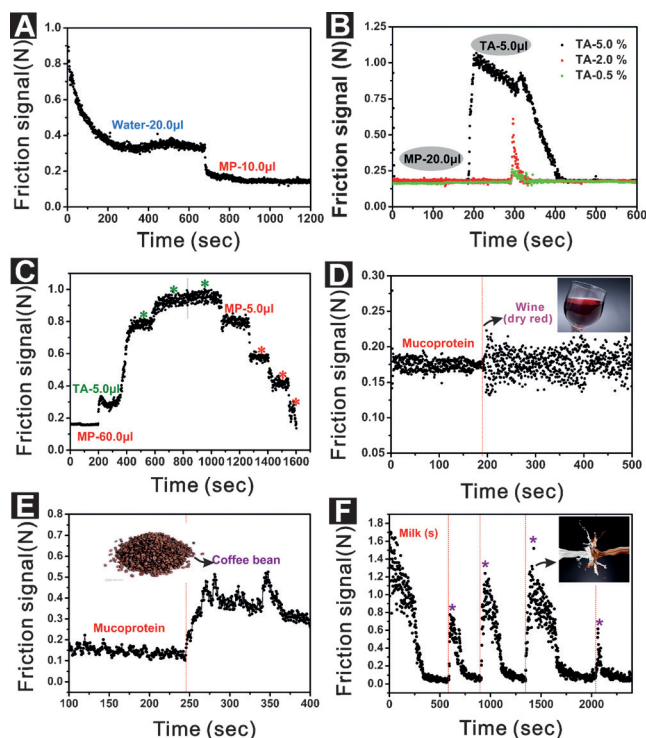 A
Friction signal(N)
1.0
0.8
0.6
0.4
0.2
0.0
Water-20.0µl
MP-10.0µl
0 200 400 600 800 1000 1200
Time (sec)
B
Friction signal (N)
1.25
1.00
0.75
0.50
0.25
0.00
TA-5.0µl
MP-20.0µl
TA-5.0 %
TA-2.0 %
TA-0.5 %
0 100 200 300 400 500 600
Time (sec)
C
Friction signal(N)
1.2
1.0
0.8
0.6
0.4
0.2
0.0
* * *
MP-5.0µl
* * *
TA-5.0µl
MP-60.0µl
0 200 400 600 800 1000 1200 1400 1600
Time (sec)
D
Friction signal(N)
0.30
0.25
0.20
0.15
0.10
0.05
Wine
(dry red)
Mucoprotein
0 100 200 300 400 500
Time (sec)
E
Friction signal(N)
0.8
0.7
0.6
0.5
0.4
0.3
0.2
0.1
0.0
Coffee bean
Mucoprotein
100 150 200 250 300 350 400
Time (sec)
F
Friction signal(N)
1.8
1.6
1.4
1.2
1.0
0.8
0.6
0.4
0.2
0.0
Milk (s)
* * * *
0 500 1000 1500 2000
Time (sec)